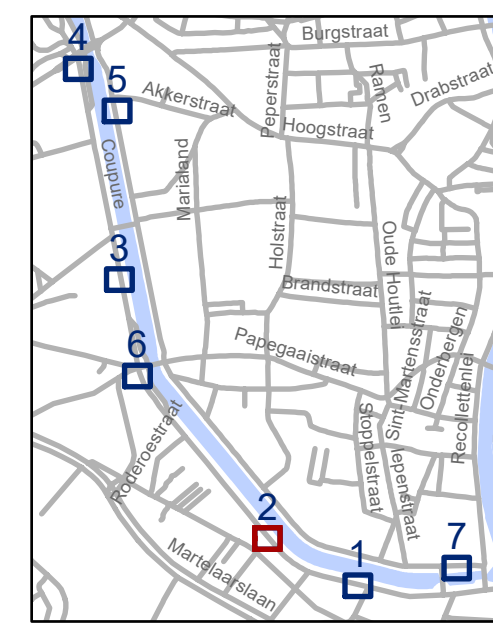 Burgstraat
4
5
Akkerstraat
Peperstraat
Ramen
Drabstraat
Hoogstraat
Coupure
Marialand
Holstraat
Oude Houtlei
3
Brandstraat
Sint-Martensstraat
Onderbergen
Recollettenlei
6
Papegaaistraat
Roderoestraat
Stoppelstraat
Iepenstraat
2
Martelaarslaan
1
7